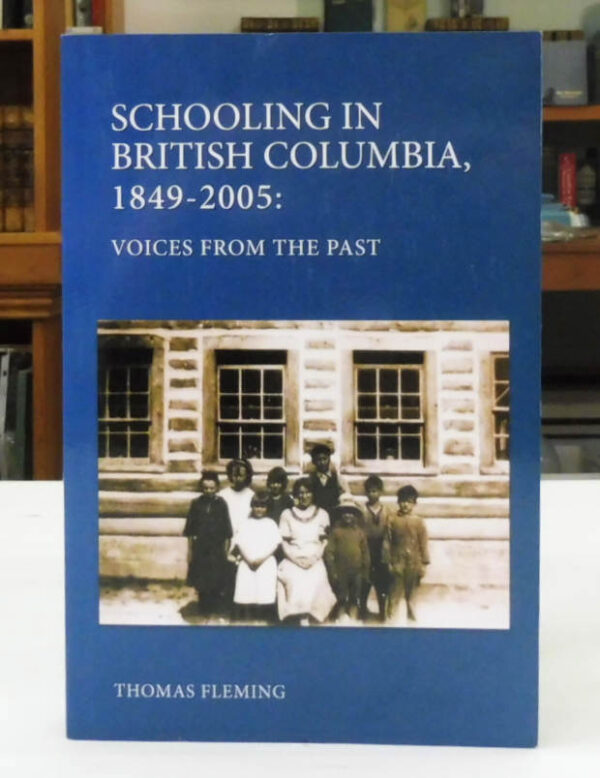 SCHOOLING IN
BRITISH COLUMBIA,
1849-2005:
VOICES FROM THE PAST
THOMAS FLEMING